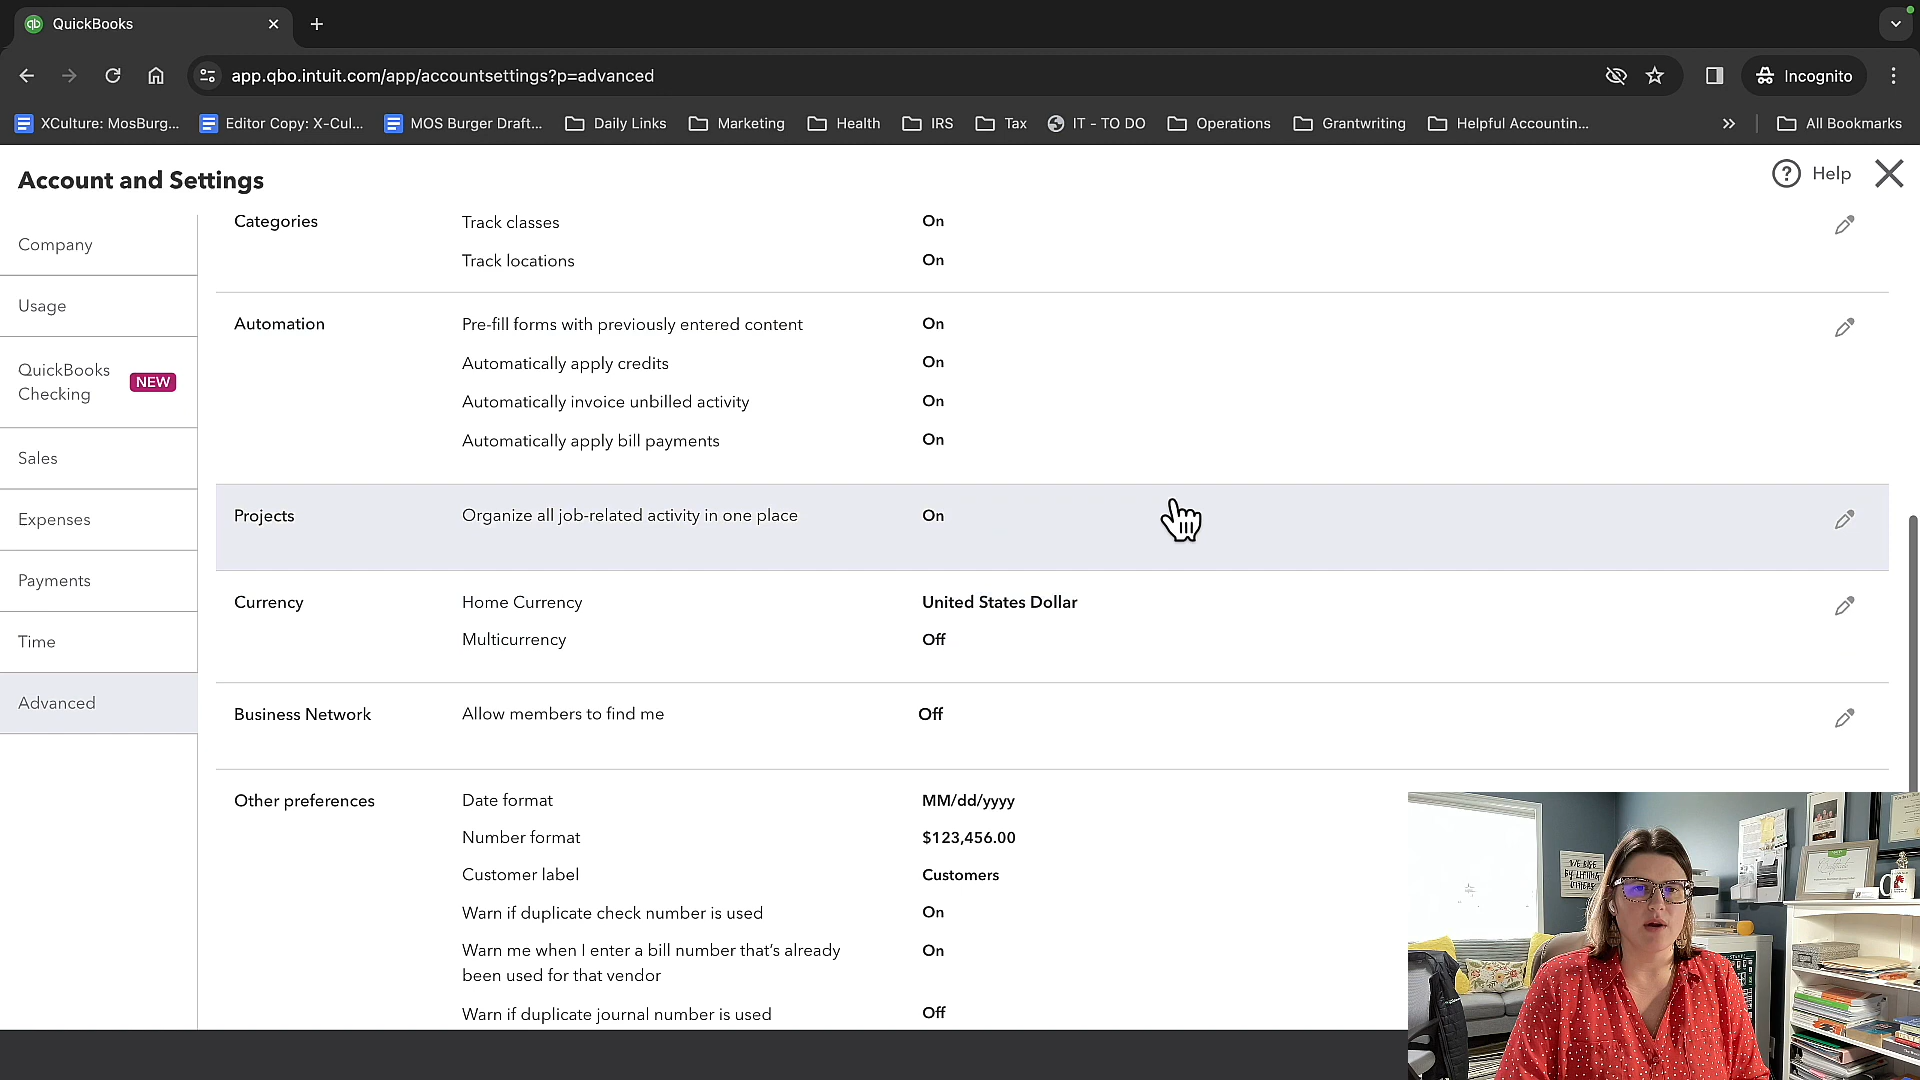 QuickBooks
app.qbo.intuit.com/app/accountsettings?p=advanced
Incognito
XCulture: MosBurg...
Editor Copy: X-Cul...
MOS Burger Draft...
Daily Links
Marketing
Health
IRS
Tax
IT - TO DO
Operations
Grantwriting
Helpful Accountin...
All Bookmarks
Account and Settings
Help
Company
Usage
QuickBooks
Checking
NEW
Sales
Expenses
Payments
Time
Advanced
Categories
Track classes On
Track locations On
Automation
Pre-fill forms with previously entered content On
Automatically apply credits On
Automatically invoice unbilled activity On
Automatically apply bill payments On
Projects
Organize all job-related activity in one place On
Currency
Home Currency United States Dollar
Multicurrency Off
Business Network
Allow members to find me Off
Other preferences
Date format MM/dd/yyyy
Number format $123,456.00
Customer label Customers
Warn if duplicate check number is used On
Warn me when I enter a bill number that's already On
been used for that vendor
Warn if duplicate journal number is used Off
WE RISE
BY LIFTING
OTHERS